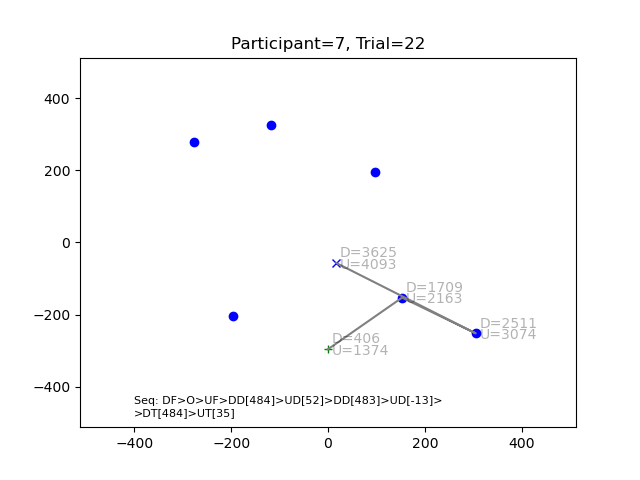 Participant=7, Trial=22
400
200
0
−200
−400
D=3625
U=4093
D=1709
U=2163
D=2511
U=3074
D=406
U=1374
Seq: DF>O>UF>DD[484]>UD[52]>DD[483]>UD[-13]>
>DT[484]>UT[35]
−400 −200 0 200 400